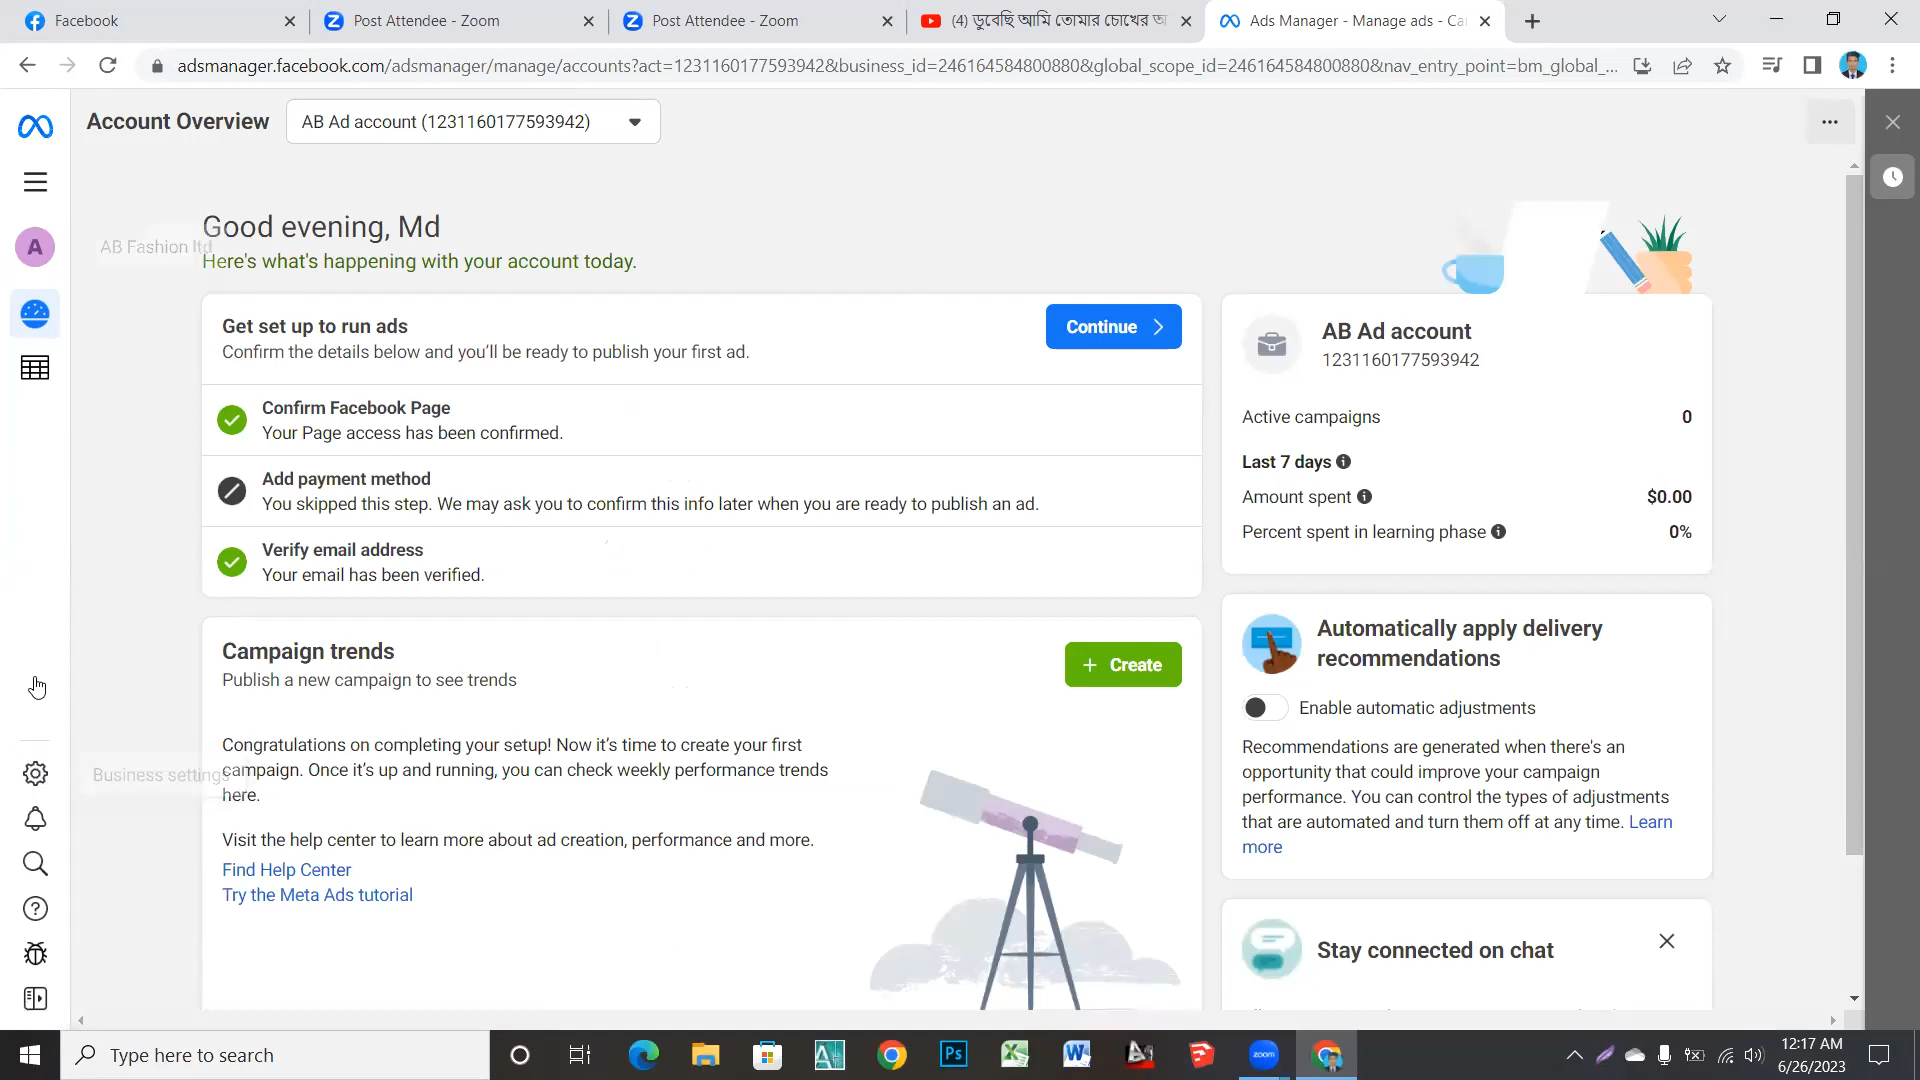 Facebook
Post Attendee - Zoom
Post Attendee - Zoom
(4) ডুবেছি আমি তোমার চোখের অ
Ads Manager - Manage ads - Ca
adsmanager.facebook.com/adsmanager/manage/accounts?act=1231160177593942&business_id=246164584800880&global_scope_id=246164584800880&nav_entry_point=bm_global_...
Account Overview
AB Ad account (1231160177593942)
A
AB Fashion ltd
Good evening, Md
Here's what's happening with your account today.
Get set up to run ads
Confirm the details below and you'll be ready to publish your first ad.
Continue
Confirm Facebook Page
Your Page access has been confirmed.
Add payment method
You skipped this step. We may ask you to confirm this info later when you are ready to publish an ad.
Verify email address
Your email has been verified.
Campaign trends
Publish a new campaign to see trends
+ Create
Congratulations on completing your setup! Now it's time to create your first
campaign. Once it's up and running, you can check weekly performance trends
here.
Visit the help center to learn more about ad creation, performance and more.
Find Help Center
Try the Meta Ads tutorial
Business settings
AB Ad account
1231160177593942
Active campaigns 0
Last 7 days
Amount spent $0.00
Percent spent in learning phase 0%
Automatically apply delivery
recommendations
Enable automatic adjustments
Recommendations are generated when there's an
opportunity that could improve your campaign
performance. You can control the types of adjustments
that are automated and turn them off at any time. Learn
more
Stay connected on chat
Type here to search
Ps
zoom
12:17 AM
6/26/2023